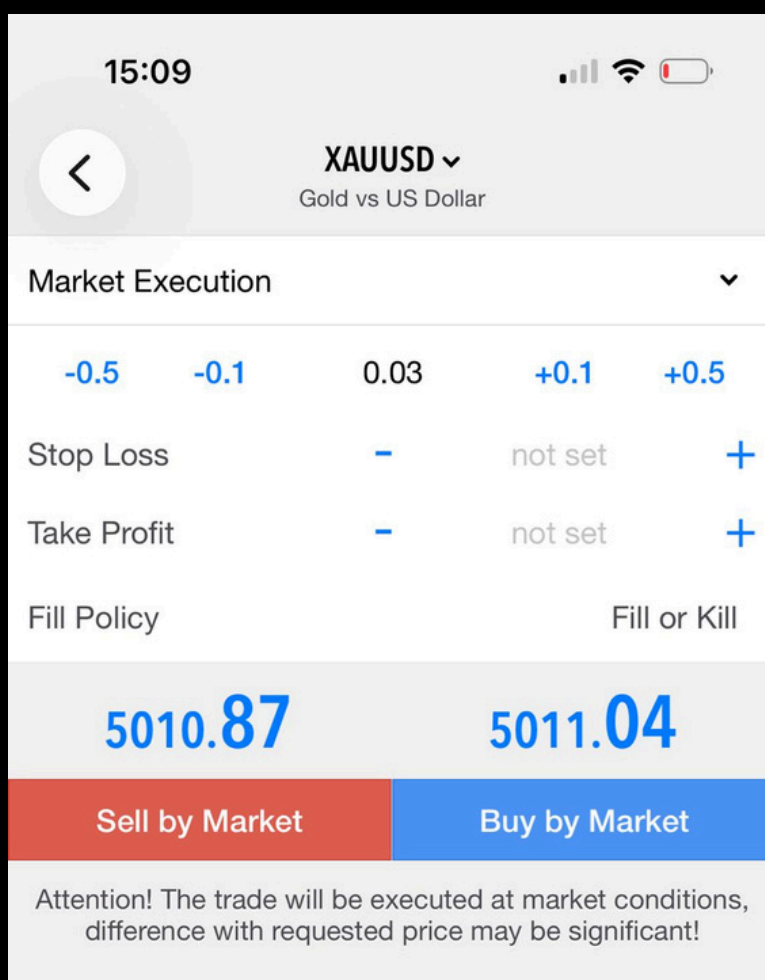 15:09
XAUUSD
Gold vs US Dollar
Market Execution
-0.5 -0.1 0.03 +0.1 +0.5
Stop Loss - not set +
Take Profit - not set +
Fill Policy Fill or Kill
5010.87 5011.04
Sell by Market Buy by Market
Attention! The trade will be executed at market conditions,
difference with requested price may be significant!